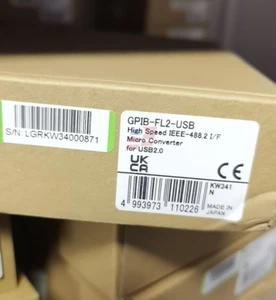 GPIB-FL2-USB
High Speed IEEE-488.2 I/F
Micro Converter
for USB2.0
S/N: LGRKW34000871
UK
CA
CE
KW341
N
4 993973 110226
MADE IN
JAPAN